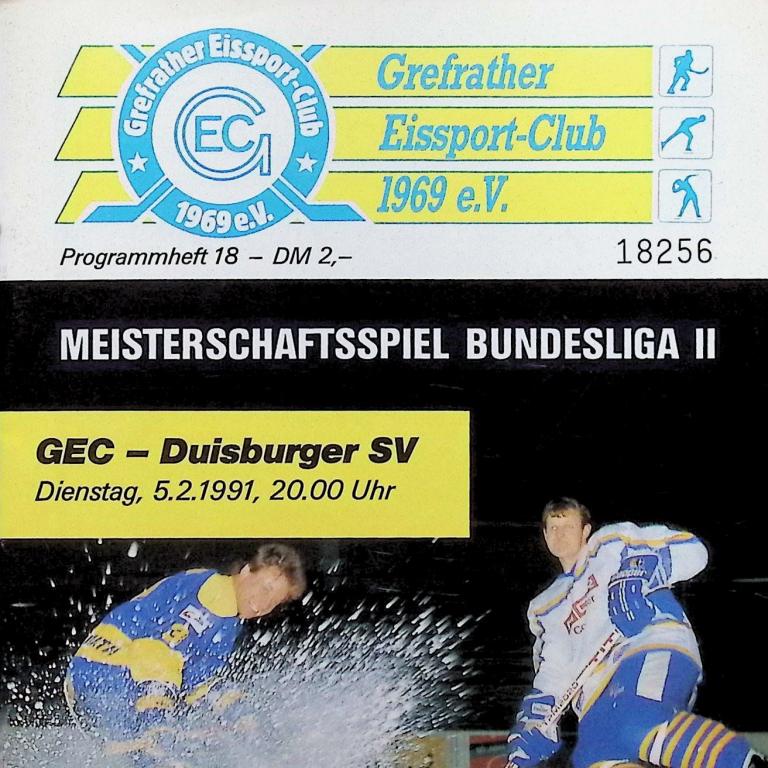 Grefrather Eissport-Club
GEC
1969 e.V.
Grefrather
Eissport-Club
1969 e.V.
Programmheft 18 – DM 2,–
18256
MEISTERSCHAFTSSPIEL BUNDESLIGA II
GEC – Duisburger SV
Dienstag, 5.2.1991, 20.00 Uhr